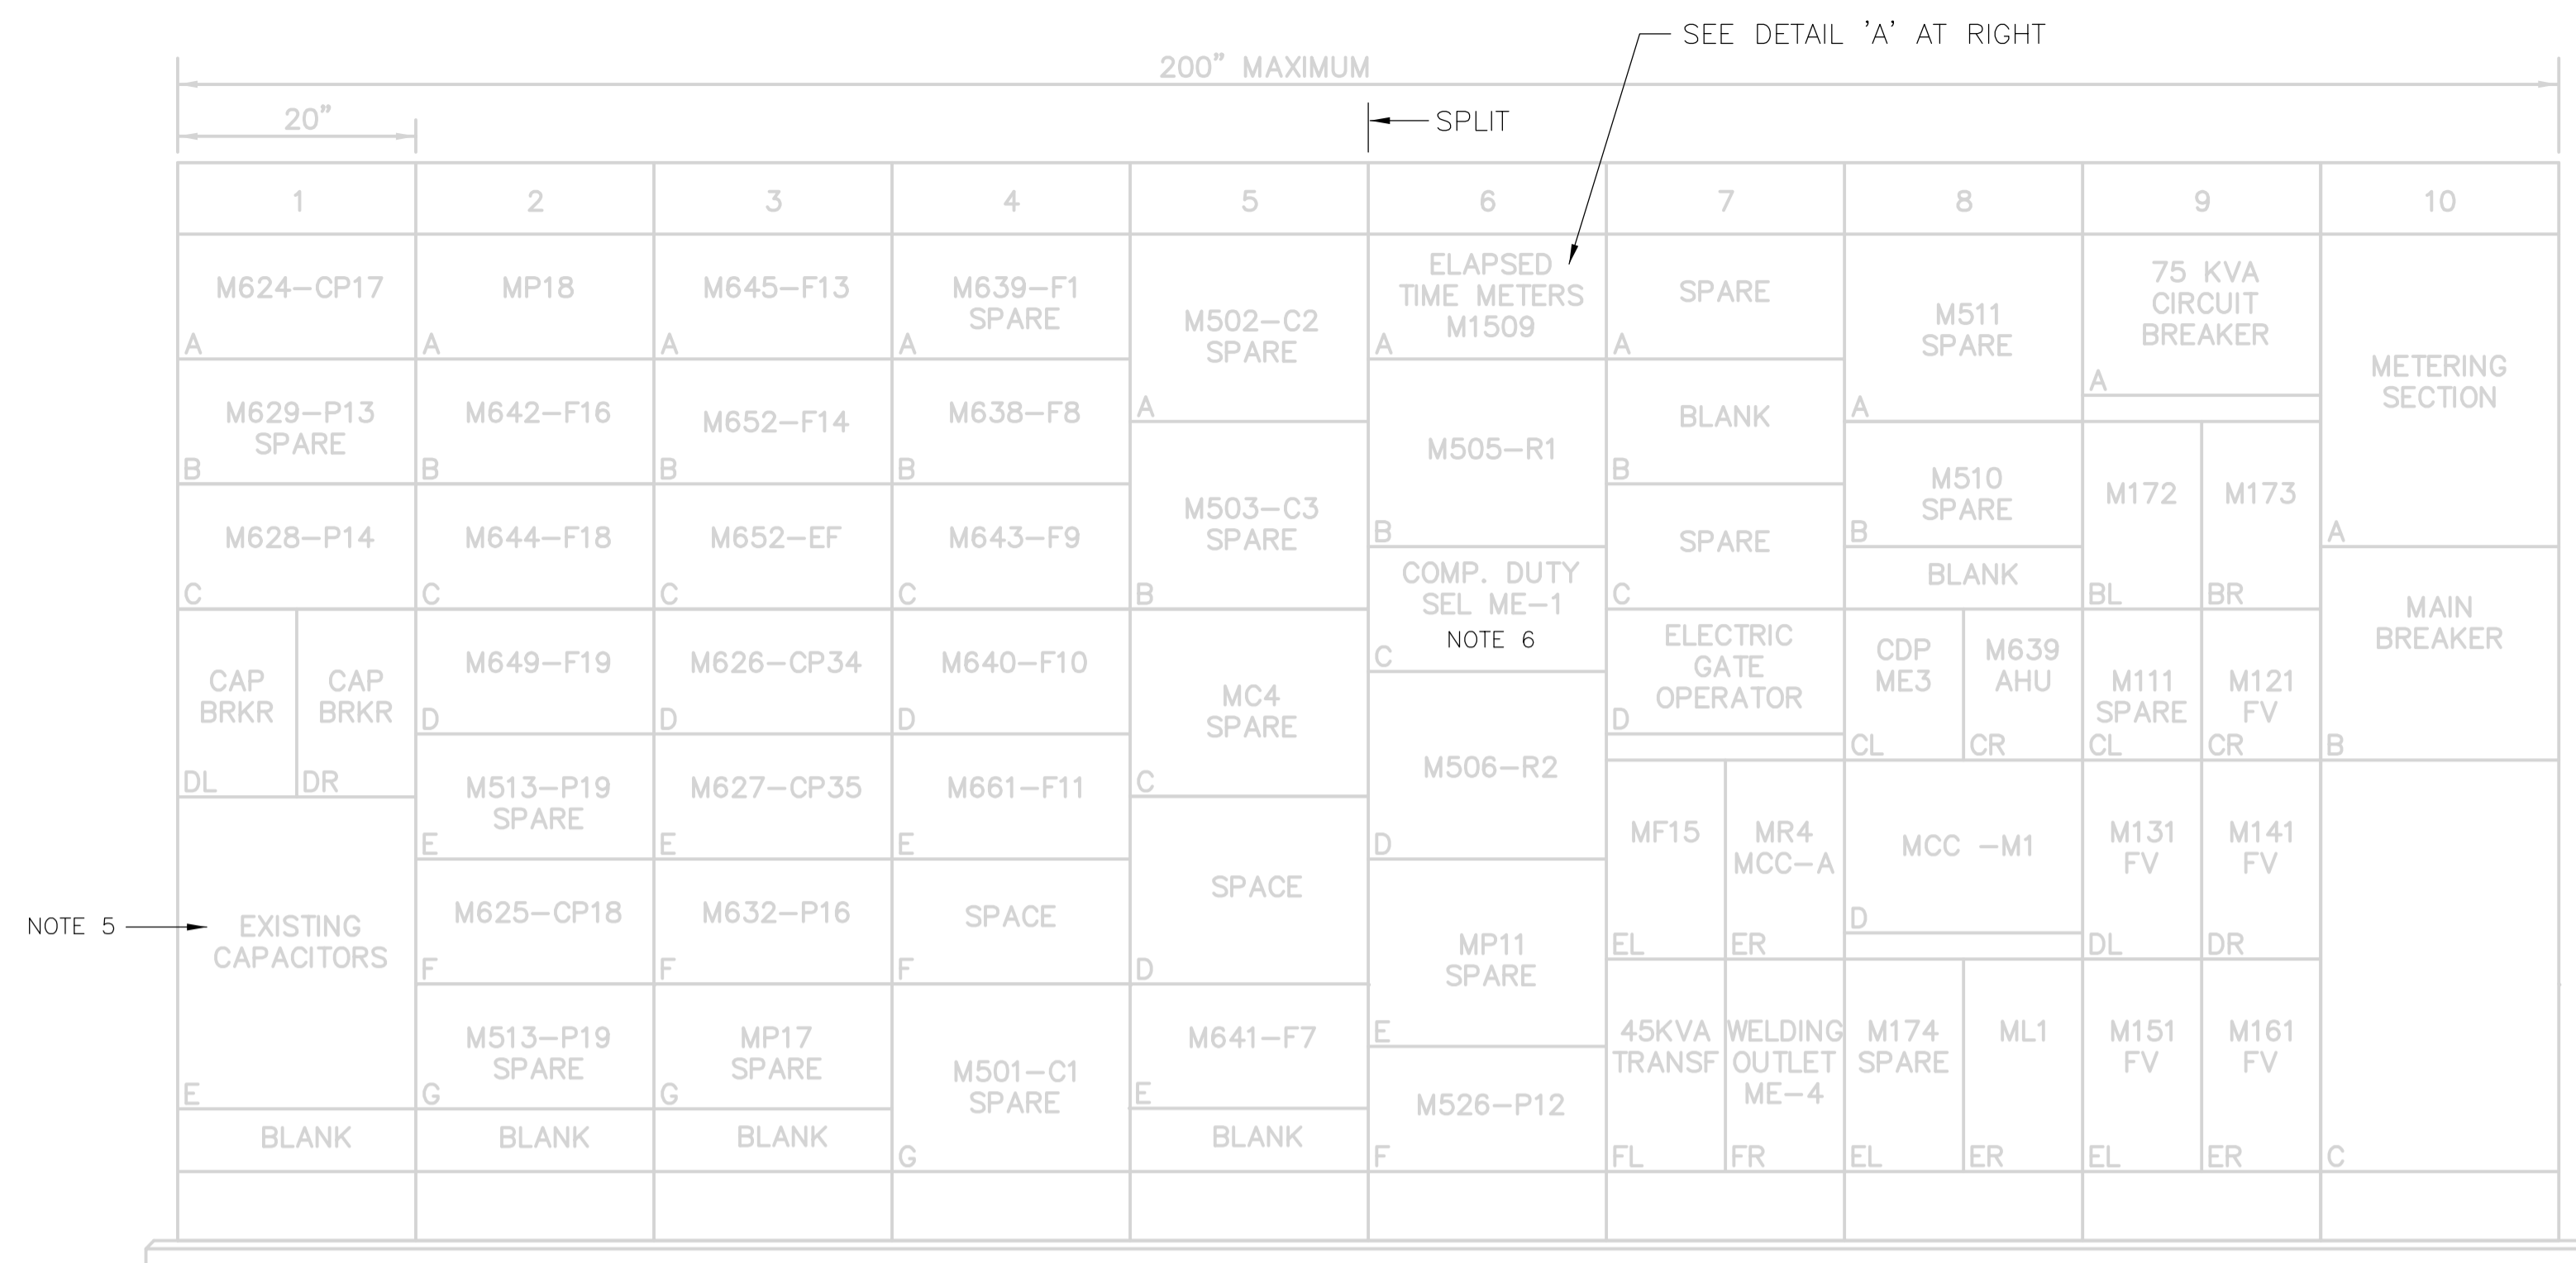 SEE DETAIL 'A' AT RIGHT
200" MAXIMUM
20"
SPLIT
1
2
3
4
5
6
7
8
9
10
M624-CP17
A
M629-P13
SPARE
B
M628-P14
C
CAP
BRKR
DL
CAP
BRKR
DR
NOTE 5
EXISTING
CAPACITORS
E
BLANK
MP18
A
M642-F16
B
M644-F18
C
M649-F19
D
M513-P19
SPARE
E
M625-CP18
F
M513-P19
SPARE
G
BLANK
M645-F13
A
M652-F14
B
M652-EF
C
M626-CP34
D
M627-CP35
E
M632-P16
F
MP17
SPARE
G
BLANK
M639-F1
SPARE
A
M638-F8
B
M643-F9
C
M640-F10
D
M661-F11
E
SPACE
F
M501-C1
SPARE
G
M502-C2
SPARE
A
M503-C3
SPARE
B
MC4
SPARE
C
SPACE
D
M641-F7
E
BLANK
ELAPSED
TIME METERS
M1509
A
M505-R1
B
COMP. DUTY
SEL ME-1
NOTE 6
C
M506-R2
D
MP11
SPARE
E
M526-P12
F
SPARE
A
BLANK
B
SPARE
C
ELECTRIC
GATE
OPERATOR
D
MF15
EL
MR4
MCC-A
ER
45KVA
TRANSF
FL
WELDING
OUTLET
ME-4
FR
M511
SPARE
A
M510
SPARE
B
BLANK
CDP
ME3
CL
M639
AHU
CR
MCC -M1
D
M174
SPARE
EL
ML1
ER
75 KVA
CIRCUIT
BREAKER
A
M172
BL
M173
BR
M111
SPARE
CL
M121
FV
CR
M131
FV
DL
M141
FV
DR
M151
FV
EL
M161
FV
ER
METERING
SECTION
A
MAIN
BREAKER
B
C